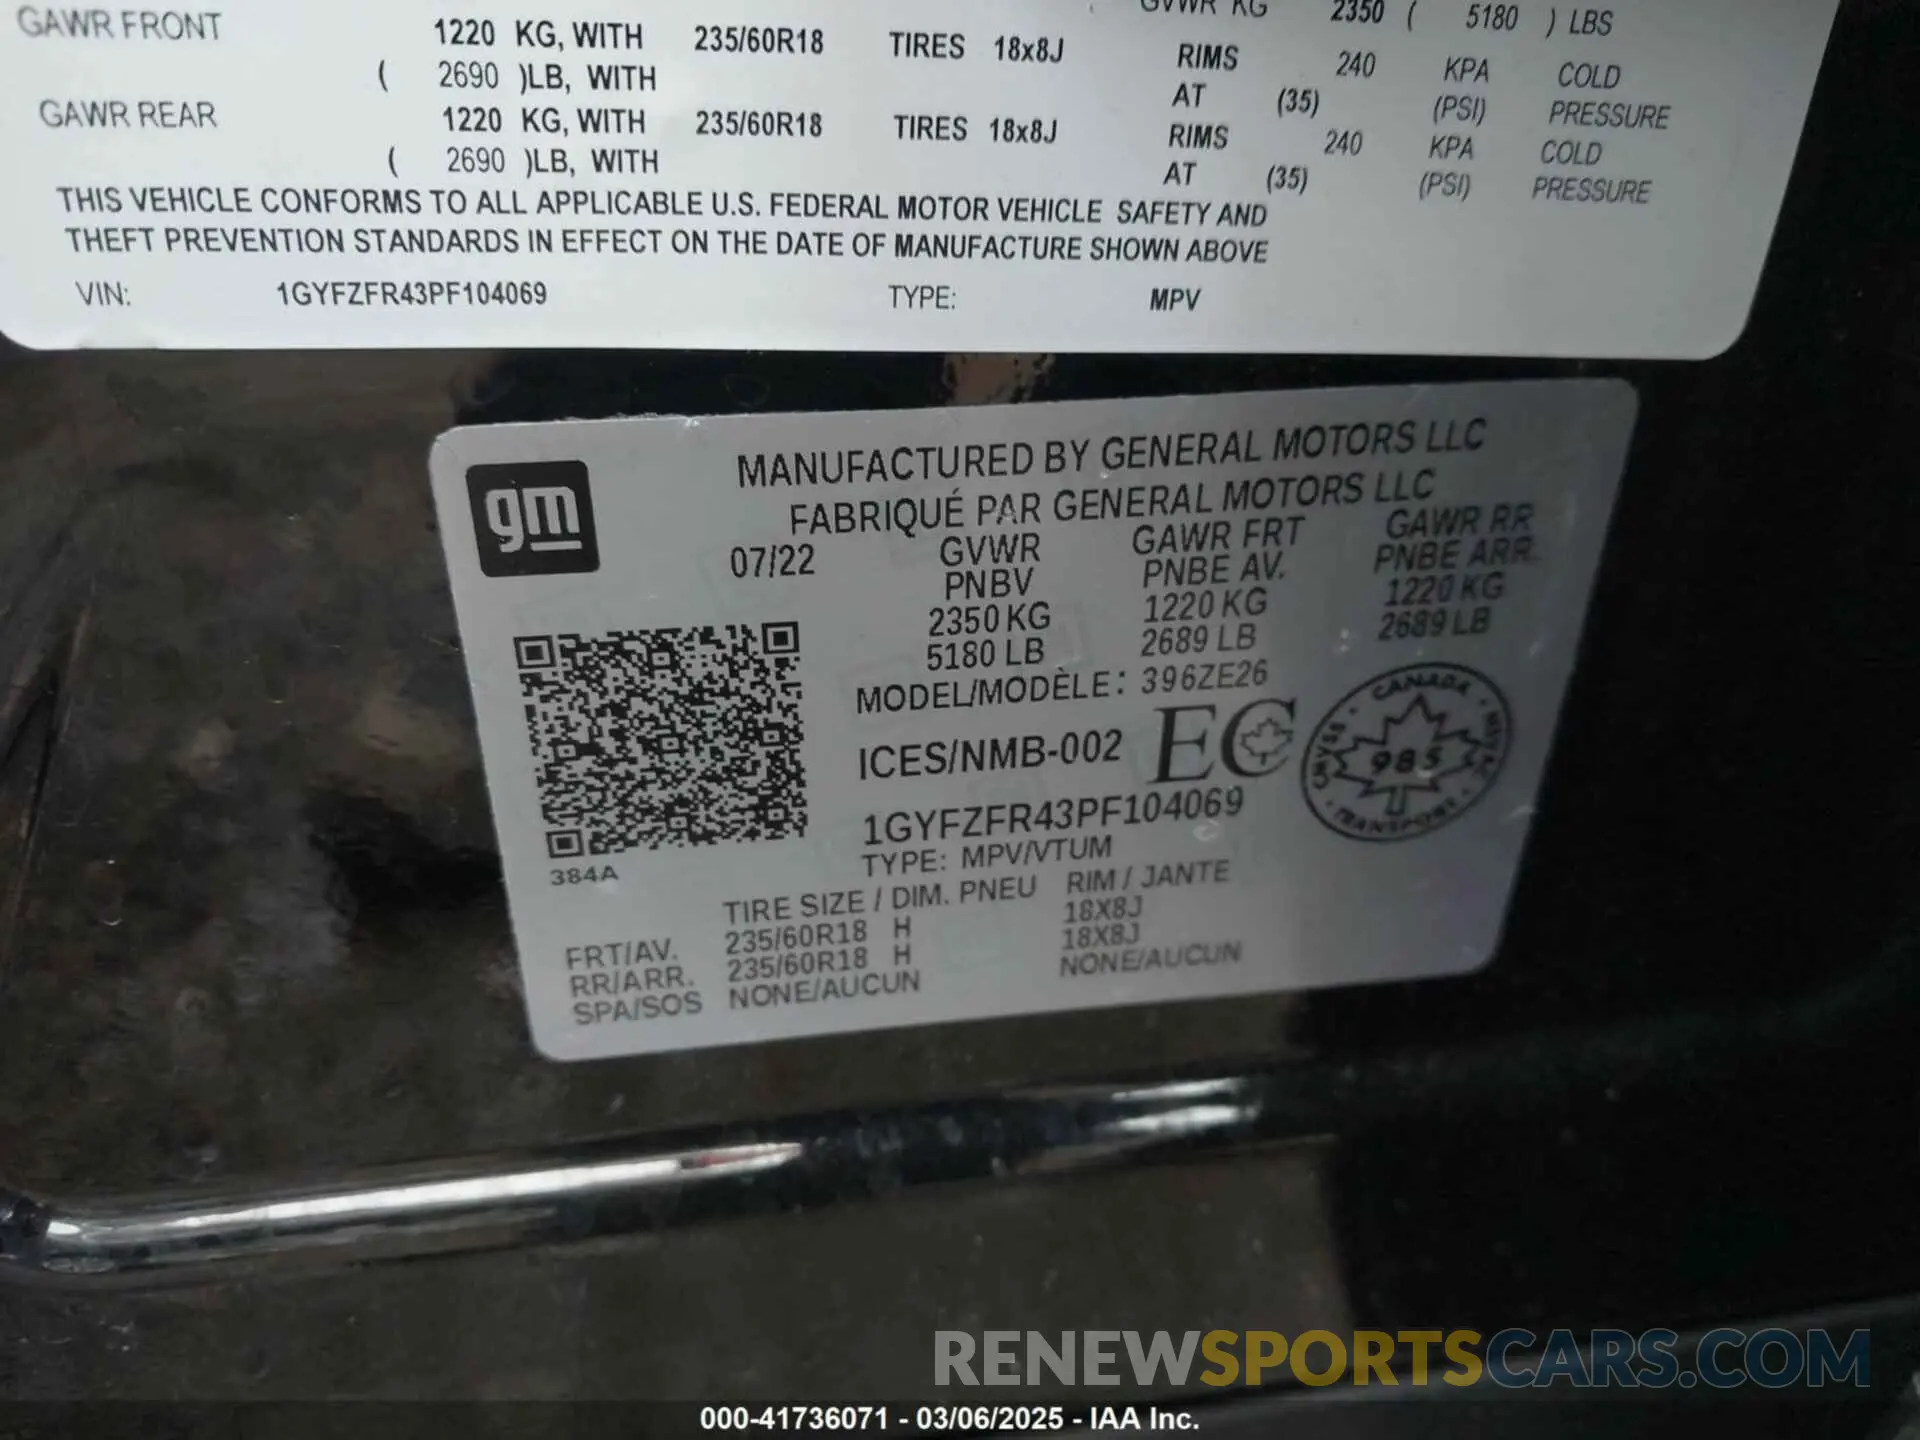 GVWR KG 2350 ( 5180 ) LBS
GAWR FRONT 1220 KG, WITH 235/60R18 TIRES 18x8J RIMS 240 KPA COLD
( 2690 )LB, WITH AT (35) (PSI) PRESSURE
GAWR REAR 1220 KG, WITH 235/60R18 TIRES 18x8J RIMS 240 KPA COLD
( 2690 )LB, WITH AT (35) (PSI) PRESSURE
THIS VEHICLE CONFORMS TO ALL APPLICABLE U.S. FEDERAL MOTOR VEHICLE SAFETY AND
THEFT PREVENTION STANDARDS IN EFFECT ON THE DATE OF MANUFACTURE SHOWN ABOVE
VIN: 1GYFZFR43PF104069 TYPE: MPV
gm
MANUFACTURED BY GENERAL MOTORS LLC
FABRIQUÉ PAR GENERAL MOTORS LLC
07/22 GVWR GAWR FRT GAWR RR
PNBV PNBE AV. PNBE ARR.
2350 KG 1220 KG 1220 KG
5180 LB 2689 LB 2689 LB
MODEL/MODÈLE: 396ZE26
ICES/NMB-002 EC
CANADA
CMVSS 985 NSVAC
TRANSPORT
1GYFZFR43PF104069
TYPE: MPV/VTUM
384A
TIRE SIZE / DIM. PNEU RIM / JANTE
FRT/AV. 235/60R18 H 18X8J
RR/ARR. 235/60R18 H 18X8J
SPA/SOS NONE/AUCUN NONE/AUCUN
RENEWSPORTSCARS.COM
000-41736071 - 03/06/2025 - IAA Inc.